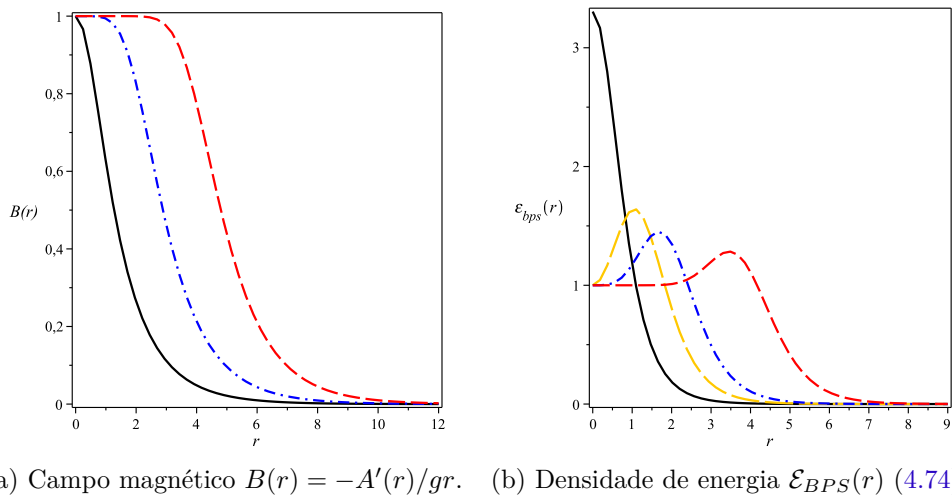 1
0,8
0,6
B(r)
0,4
0,2
0
0 2 4 6 8 10 12
r
3
ε_bps(r)
2
1
0
0 1 2 3 4 5 6 7 8 9
r
a) Campo magnético B(r) = −A′(r)/gr.
(b) Densidade de energia ℰ_BPS(r) (4.74